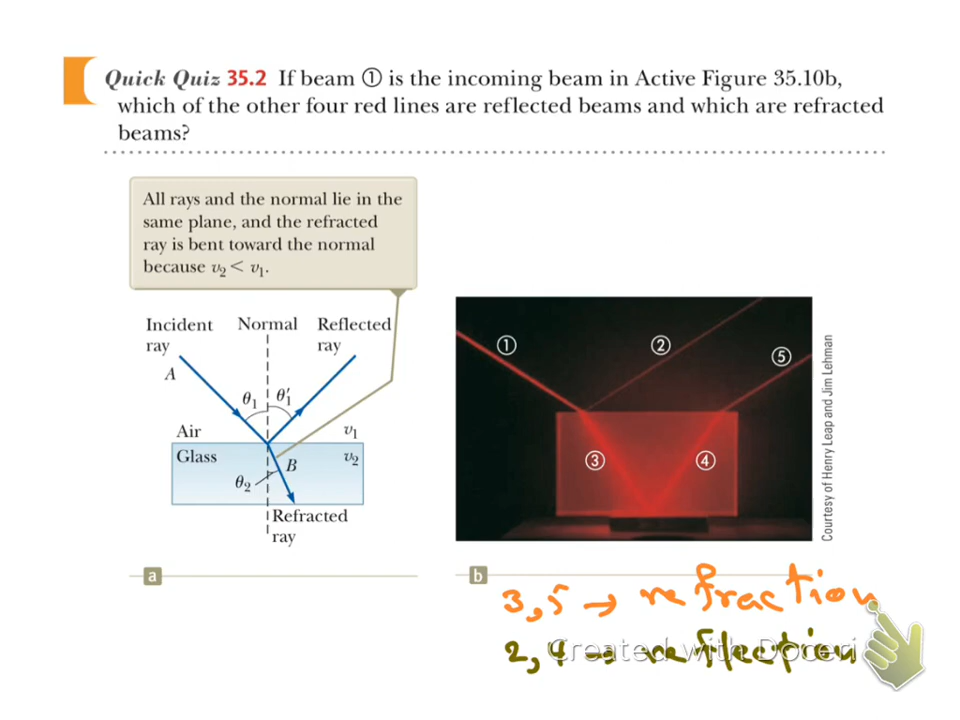 Quick Quiz 35.2 If beam ① is the incoming beam in Active Figure 35.10b,
which of the other four red lines are reflected beams and which are refracted
beams?
All rays and the normal lie in the
same plane, and the refracted
ray is bent toward the normal
because v₂ < v₁.
Incident
ray
Normal
Reflected
ray
A
θ₁
θ′₁
Air
v₁
Glass
v₂
B
θ₂
Refracted
ray
a
①
②
⑤
③
④
Courtesy of Henry Leap and Jim Lehman
b
3,5 → refraction
2,4 → reflection
Created with Doceri